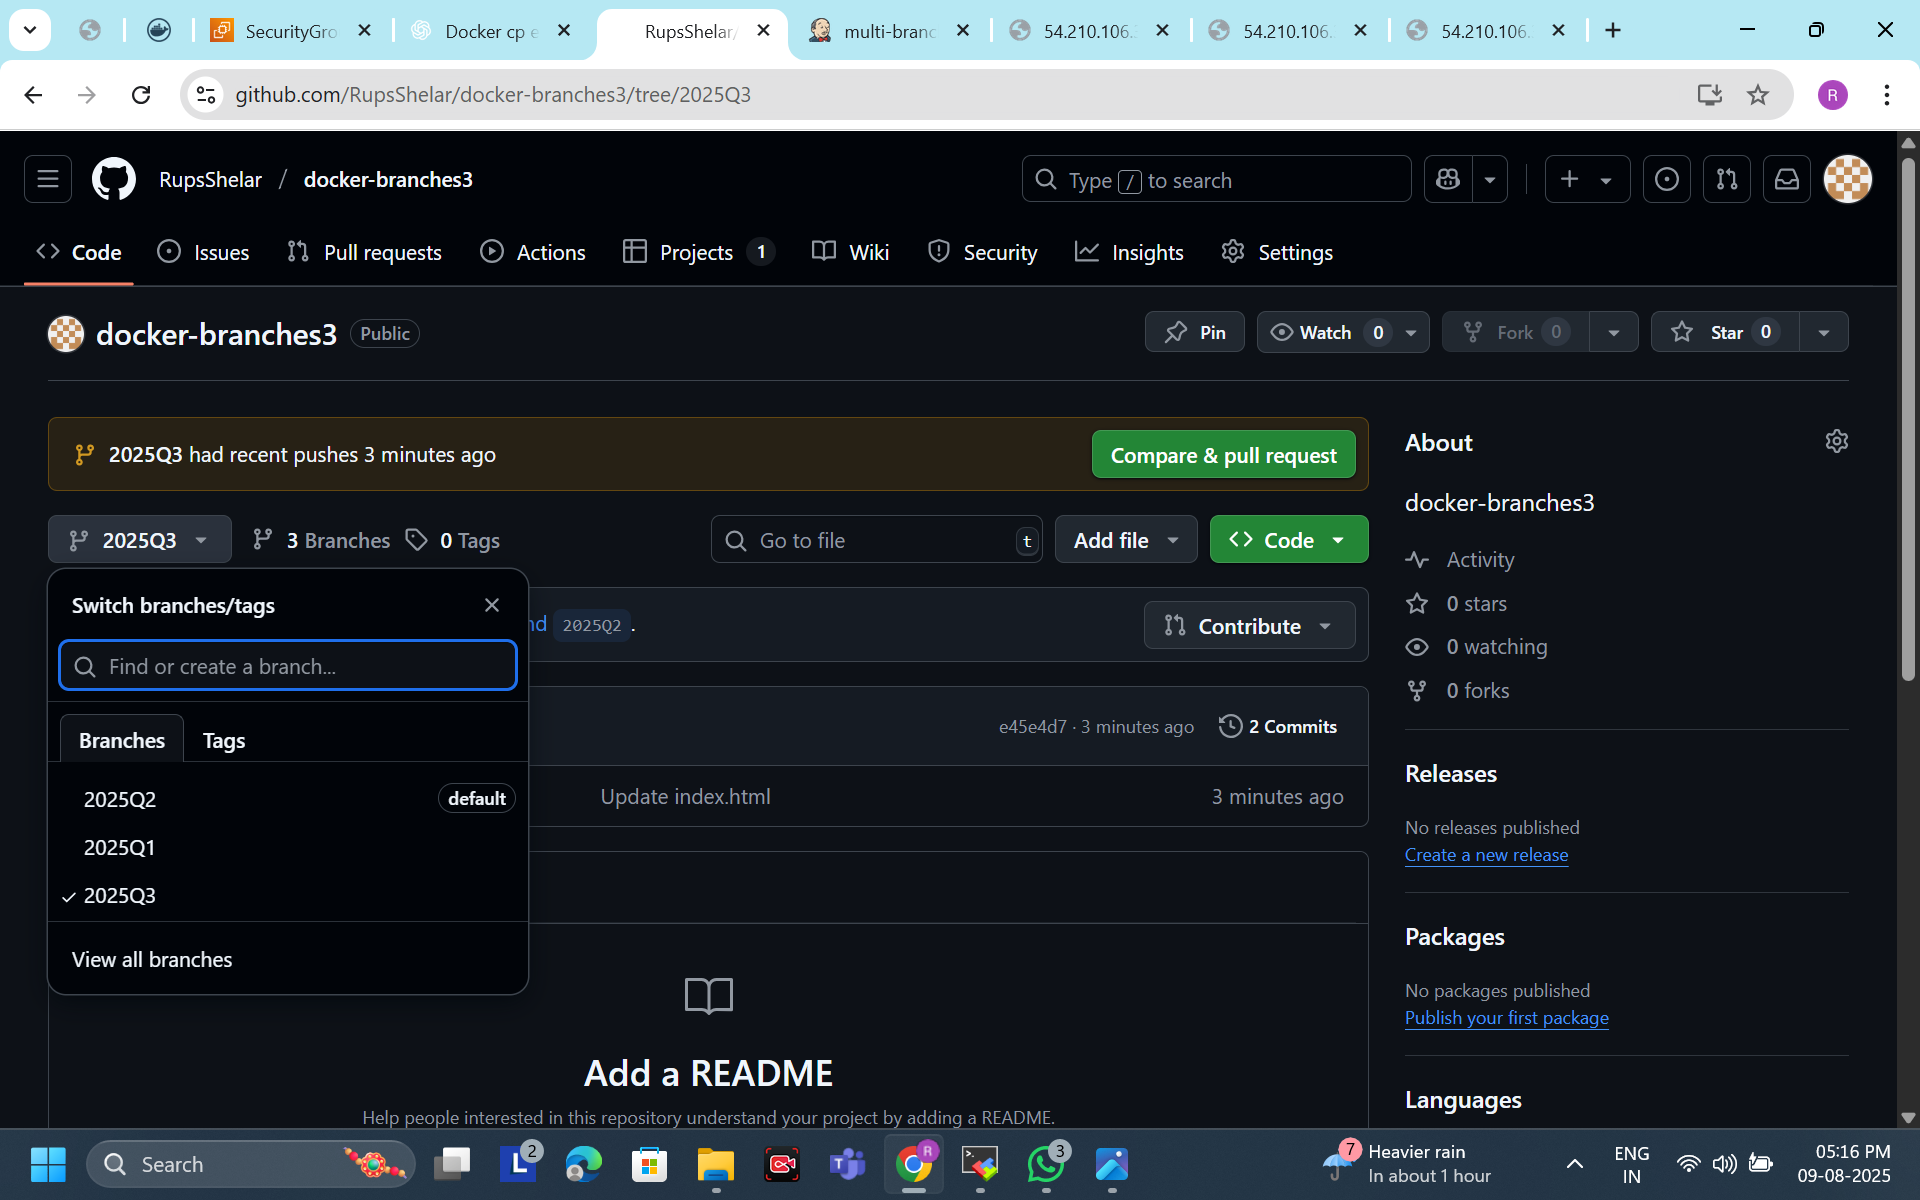 SecurityGro
Docker cp e
RupsShelar/
multi-branc
54.210.106.
54.210.106.
54.210.106.
github.com/RupsShelar/docker-branches3/tree/2025Q3
R
RupsShelar / docker-branches3
Type / to search
Code
Issues
Pull requests
Actions
Projects 1
Wiki
Security
Insights
Settings
docker-branches3 Public
Pin
Watch 0
Fork 0
Star 0
2025Q3 had recent pushes 3 minutes ago
Compare & pull request
2025Q3
3 Branches
0 Tags
Go to file t
Add file
Code
Switch branches/tags
Find or create a branch...
Branches
Tags
2025Q2 default
2025Q1
2025Q3
View all branches
nd 2025Q2 .
Contribute
e45e4d7 · 3 minutes ago
2 Commits
Update index.html
3 minutes ago
Add a README
Help people interested in this repository understand your project by adding a README.
About
docker-branches3
Activity
0 stars
0 watching
0 forks
Releases
No releases published
Create a new release
Packages
No packages published
Publish your first package
Languages
Search
L 2
T
R
3
7
Heavier rain
In about 1 hour
ENG
IN
05:16 PM
09-08-2025